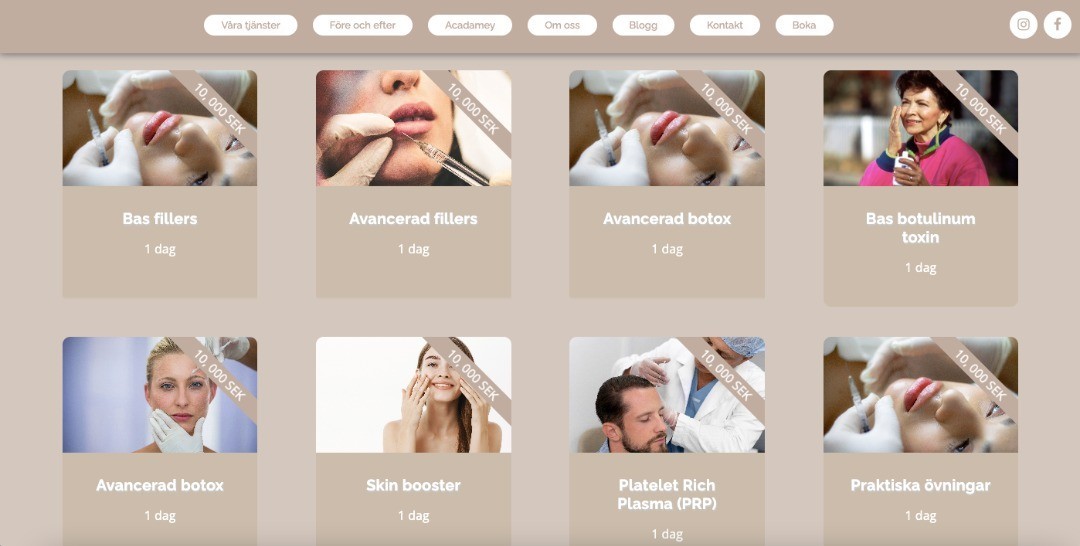 Våra tjänster
Före och efter
Acadamey
Om oss
Blogg
Kontakt
Boka
10, 000 SEK
10, 000 SEK
10, 000 SEK
10, 000 SEK
Bas fillers
1 dag
Avancerad fillers
1 dag
Avancerad botox
1 dag
Bas botulinum
toxin
1 dag
10, 000 SEK
10, 000 SEK
10, 000 SEK
10, 000 SEK
Avancerad botox
1 dag
Skin booster
1 dag
Platelet Rich
Plasma (PRP)
1 dag
Praktiska övningar
1 dag